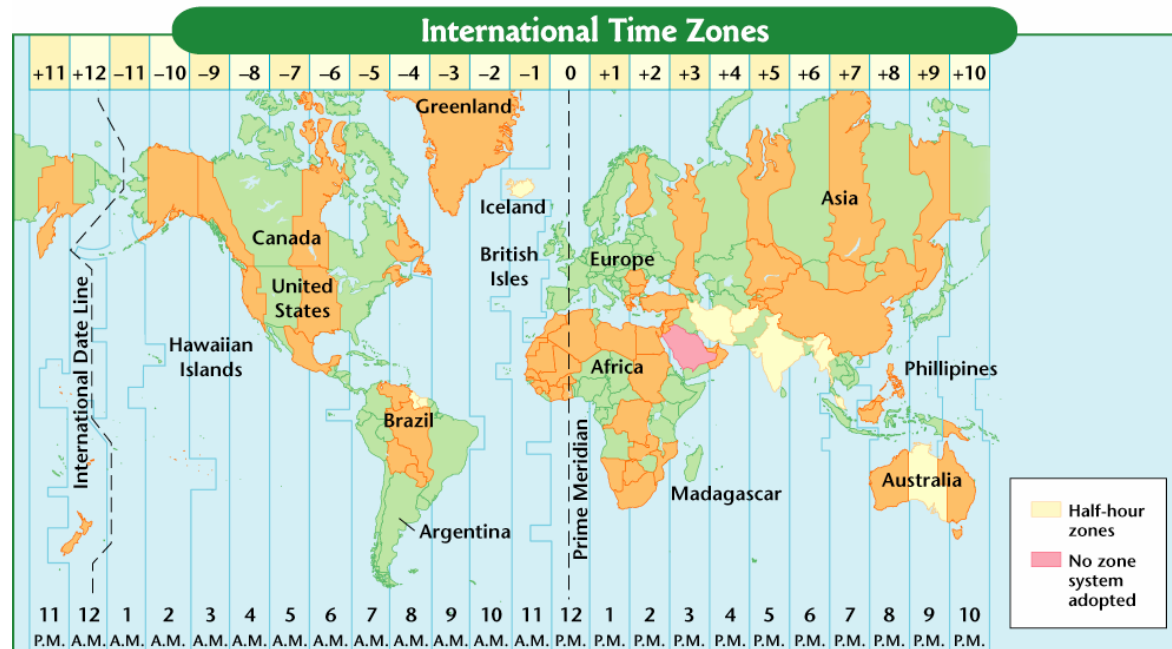 International Time Zones
+11 +12 –11 –10 –9 –8 –7 –6 –5 –4 –3 –2 –1 0 +1 +2 +3 +4 +5 +6 +7 +8 +9 +10
Greenland
Iceland
Asia
Canada
British
Isles
Europe
United
States
International Date Line
Hawaiian
Islands
Africa
Phillipines
Brazil
Prime Meridian
Madagascar
Australia
Argentina
Half-hour
zones
No zone
system
adopted
11 12 1 2 3 4 5 6 7 8 9 10 11 12 1 2 3 4 5 6 7 8 9 10
P.M. A.M. A.M. A.M. A.M. A.M. A.M. A.M. A.M. A.M. A.M. A.M. A.M. P.M. P.M. P.M. P.M. P.M. P.M. P.M. P.M. P.M. P.M. P.M.